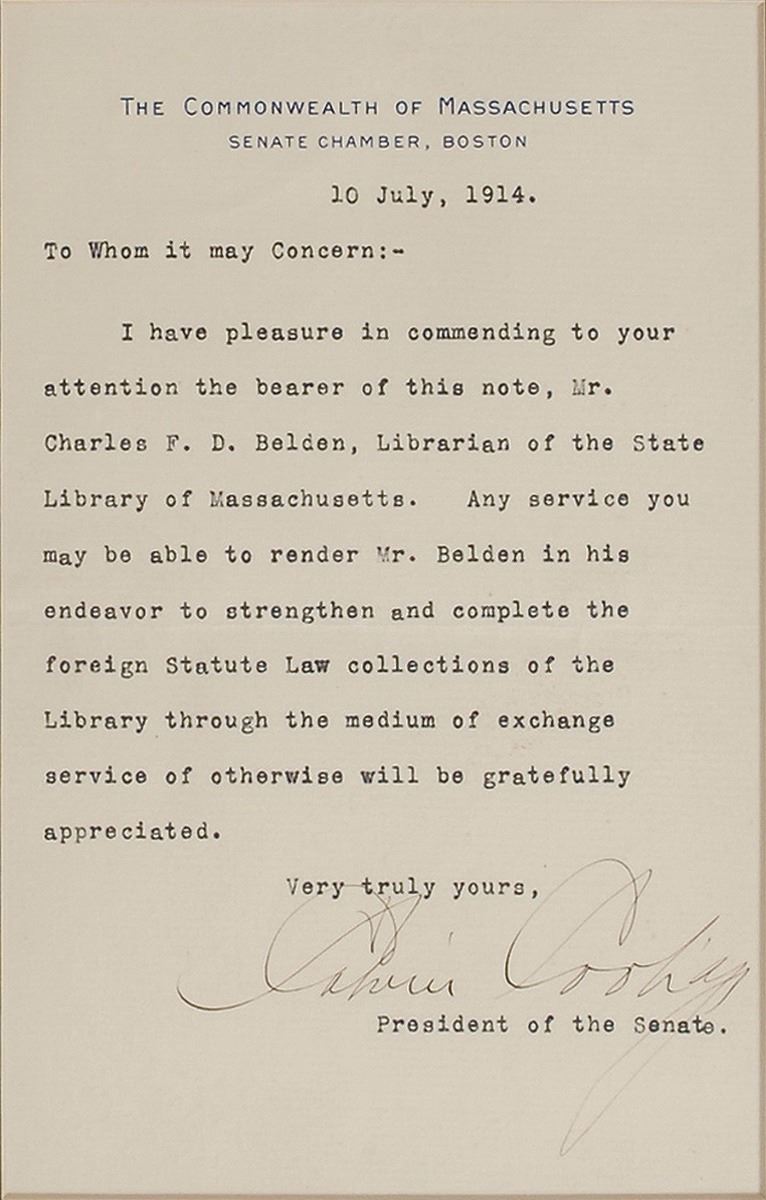 THE COMMONWEALTH OF MASSACHUSETTS
SENATE CHAMBER, BOSTON
10 July, 1914.
To Whom it may Concern:-
I have pleasure in commending to your
attention the bearer of this note, Mr.
Charles F. D. Belden, Librarian of the State
Library of Massachusetts. Any service you
may be able to render Mr. Belden in his
endeavor to strengthen and complete the
foreign Statute Law collections of the
Library through the medium of exchange
service of otherwise will be gratefully
appreciated.
Very truly yours,
Calvin Coolidge
President of the Senate.